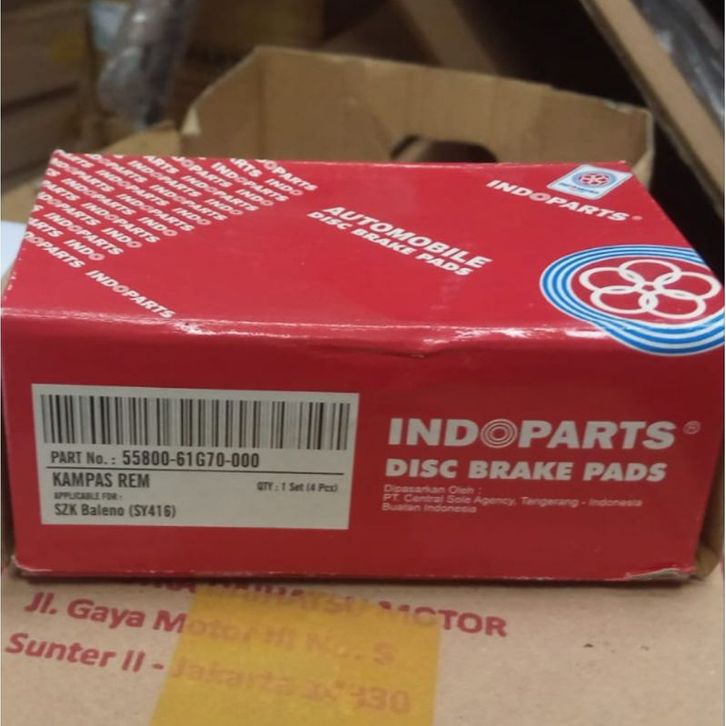 INDOPARTS
AUTOMOBILE
DISC BRAKE PADS
INDOPARTS®
INDOPARTS ®
DISC BRAKE PADS
Dipasarkan Oleh :
PT. Central Sole Agency, Tangerang - Indonesia
Buatan Indonesia
PART No. : 55800-61G70-000
KAMPAS REM
QTY : 1 Set (4 Pcs)
APPLICABLE FOR :
SZK Baleno (SY416)
MOTOR
Jl. Gaya Motor III No. 5
Sunter II - Jakarta